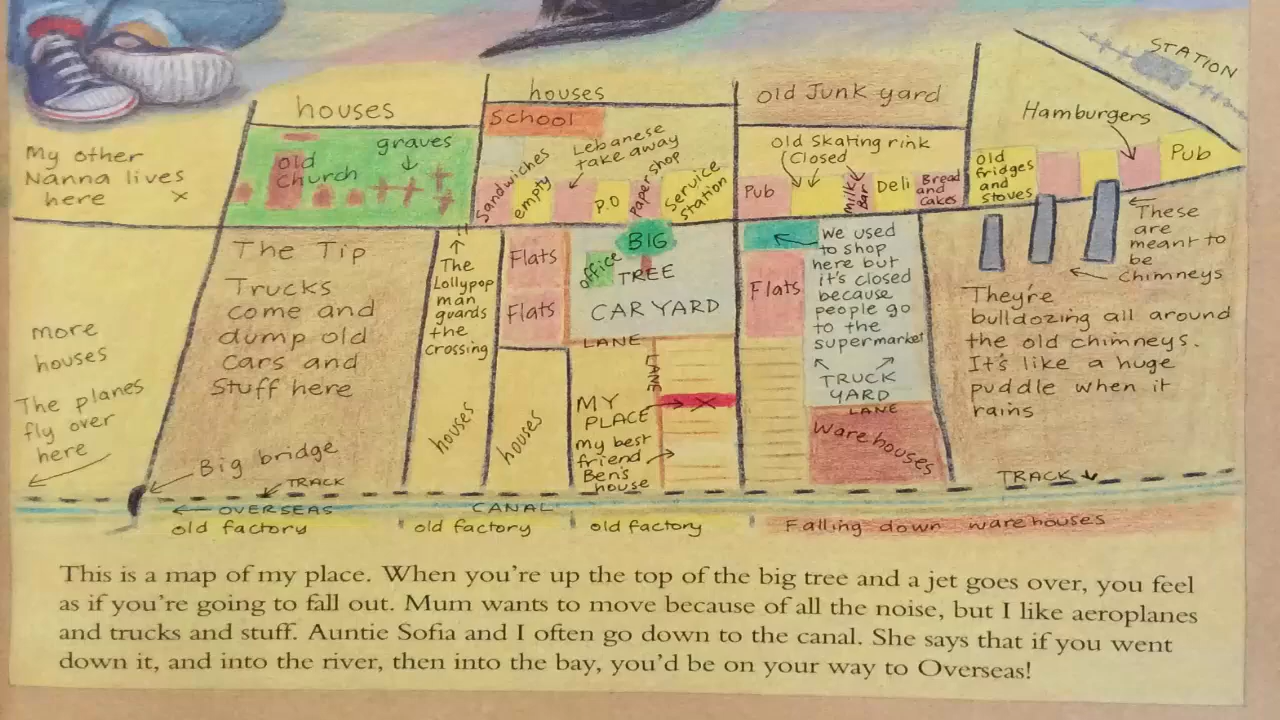 STATION
houses
houses
Old Junk yard
Hamburgers
School
graves
Old
Church
Lebanese
take away
Old Skating rink
(Closed
My other
Nanna lives
here x
Sandwiches
empty
P.O
Paper shop
Service
Station
Pub
Milk
Bar
Deli
Bread
and
Cakes
Old
fridges
and
stoves
Pub
These
are
meant to
be
chimneys
The Tip
Trucks
come and
dump old
cars and
Stuff here
The
Lollypop
man
guards
the
crossing
Flats
Flats
office
BIG
TREE
CAR YARD
LANE
LANE
Flats
We used
to shop
here but
it's closed
because
people go
to the
supermarket
TRUCK
YARD
LANE
Warehouses
They're
bulldozing all around
the old chimneys.
It's like a huge
puddle when it
rains
more
houses
The planes
fly over
here
houses
houses
MY
PLACE
X
my best
friend
Ben's
house
Big bridge
TRACK
TRACK
OVERSEAS
CANAL
old factory
old factory
old factory
Falling down warehouses
This is a map of my place. When you're up the top of the big tree and a jet goes over, you feel
as if you're going to fall out. Mum wants to move because of all the noise, but I like aeroplanes
and trucks and stuff. Auntie Sofia and I often go down to the canal. She says that if you went
down it, and into the river, then into the bay, you'd be on your way to Overseas!